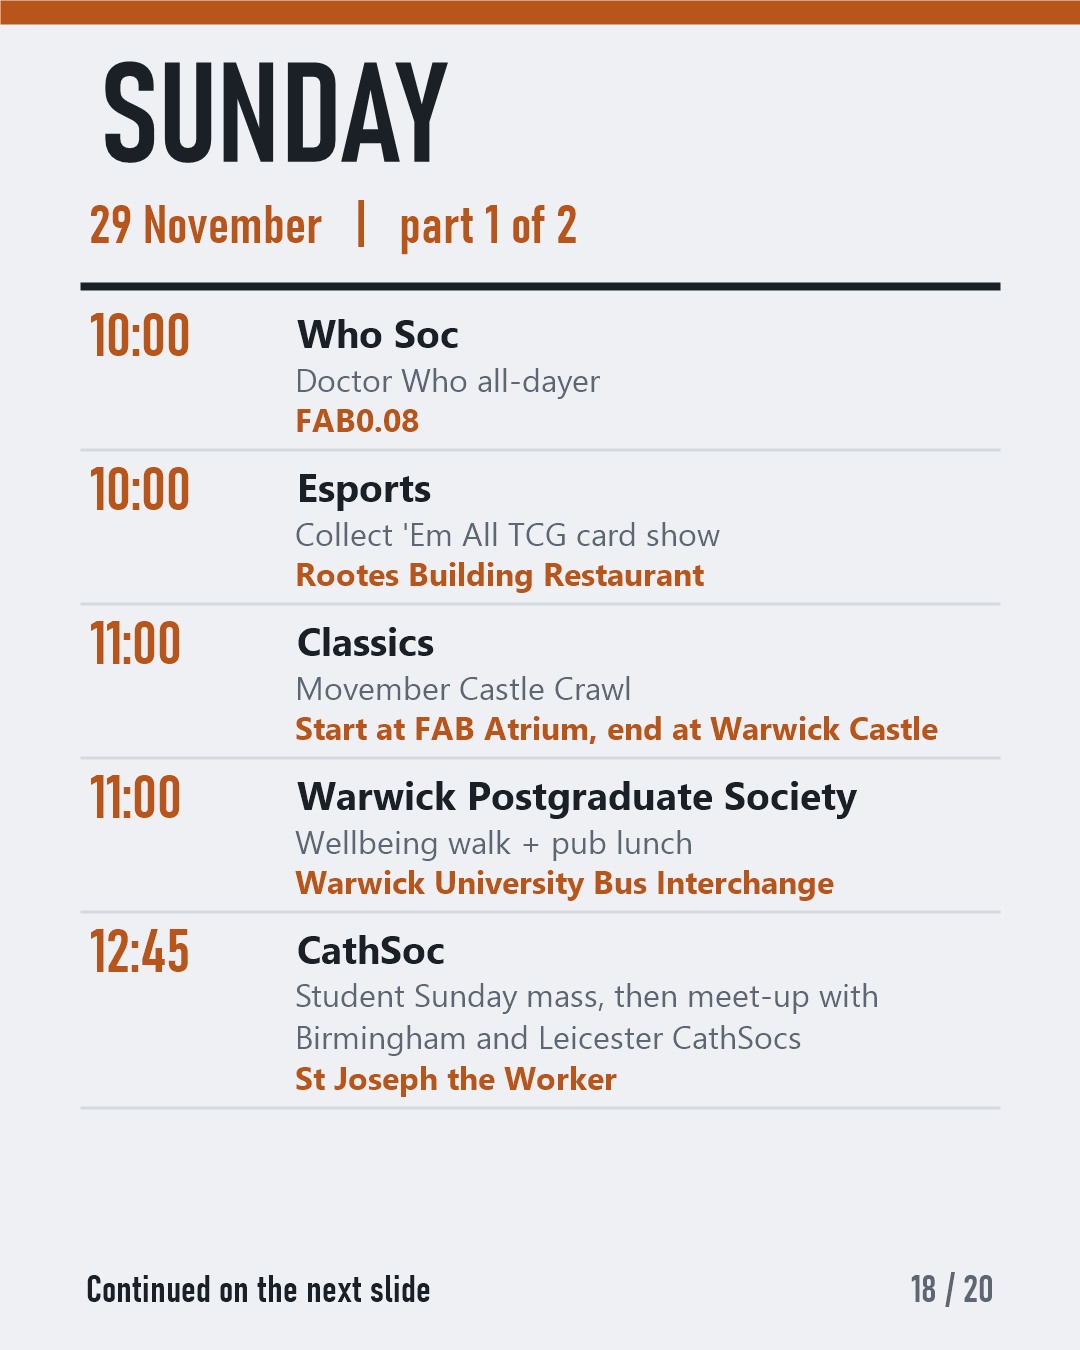 SUNDAY
29 November | part 1 of 2
10:00 Who Soc
Doctor Who all-dayer
FAB0.08
10:00 Esports
Collect 'Em All TCG card show
Rootes Building Restaurant
11:00 Classics
Movember Castle Crawl
Start at FAB Atrium, end at Warwick Castle
11:00 Warwick Postgraduate Society
Wellbeing walk + pub lunch
Warwick University Bus Interchange
12:45 CathSoc
Student Sunday mass, then meet-up with
Birmingham and Leicester CathSocs
St Joseph the Worker
Continued on the next slide 18 / 20